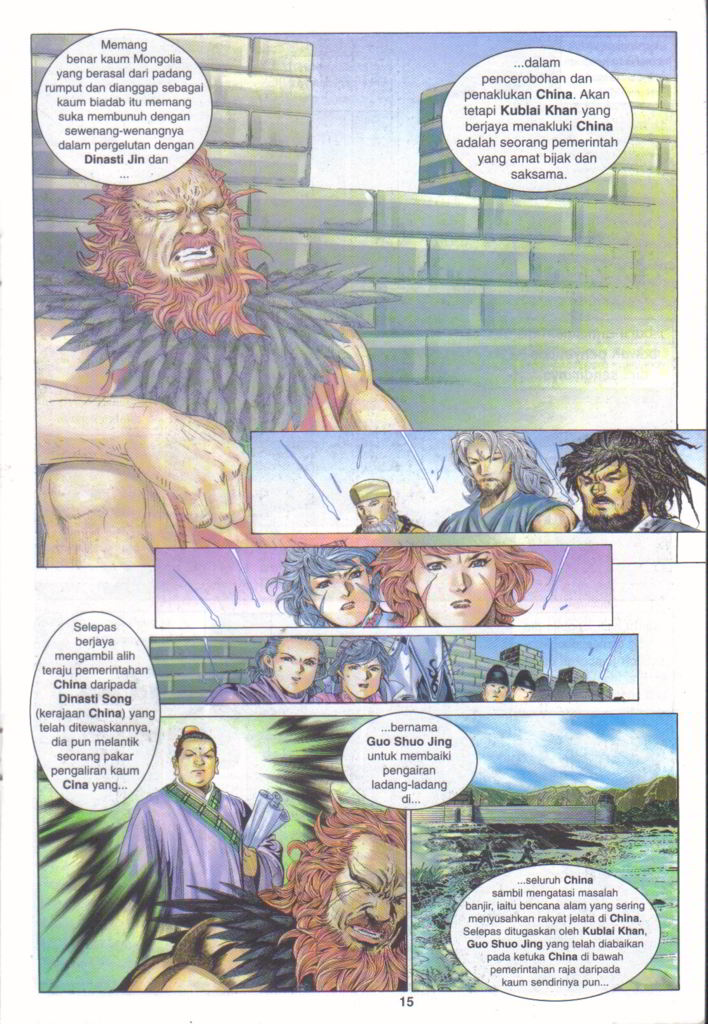 Memang
benar kaum Mongolia
yang berasal dari padang
rumput dan dianggap sebagai
kaum biadab itu memang
suka membunuh dengan
sewenang-wenangnya
dalam pergelutan dengan
Dinasti Jin dan
...
...dalam
pencerobohan dan
penaklukan China. Akan
tetapi Kublai Khan yang
berjaya menakluki China
adalah seorang pemerintah
yang amat bijak dan
saksama.
Selepas
berjaya
mengambil alih
teraju pemerintahan
China daripada
Dinasti Song
(kerajaan China) yang
telah ditewaskannya,
dia pun melantik
seorang pakar
pengaliran kaum
Cina yang...
...bernama
Guo Shuo Jing
untuk membaiki
pengairan
ladang-ladang
di...
...seluruh China
sambil mengatasi masalah
banjir, iaitu bencana alam yang sering
menyusahkan rakyat jelata di China.
Selepas ditugaskan oleh Kublai Khan,
Guo Shuo Jing yang telah diabaikan
pada ketuka China di bawah
pemerintahan raja daripada
kaum sendirinya pun...
15